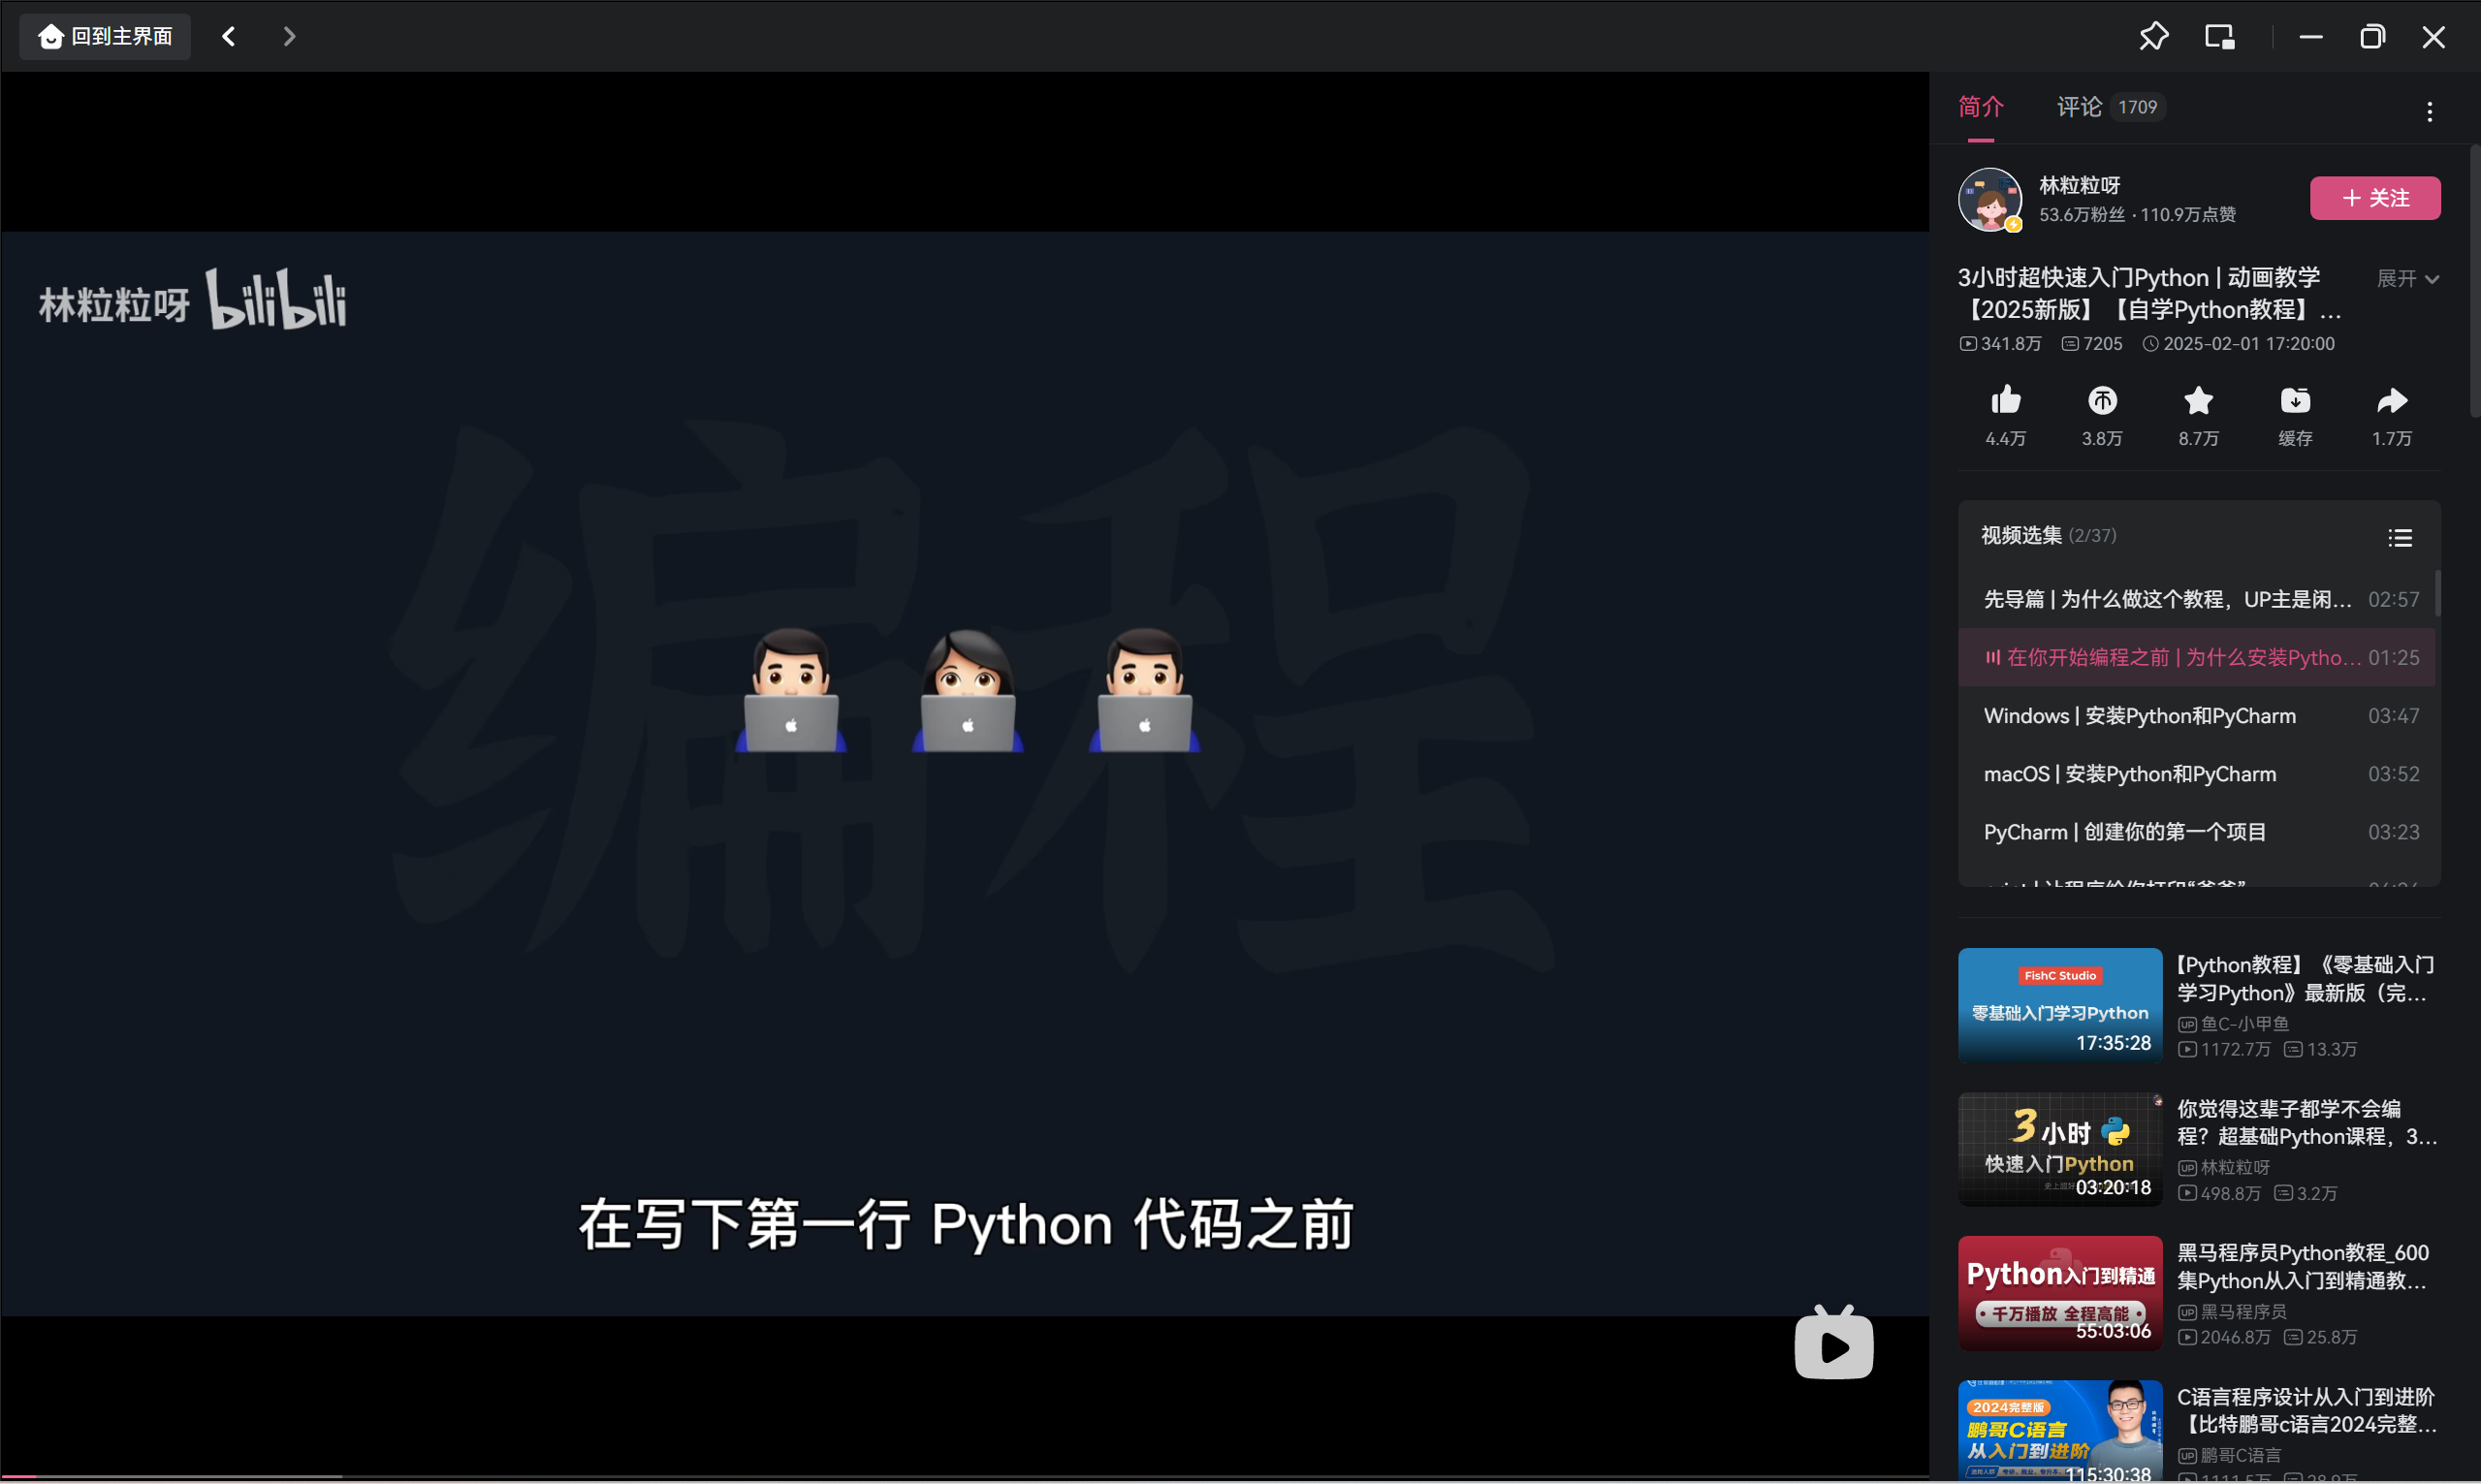 回到主界面
林粒粒呀 bilibili
编程
在写下第一行 Python 代码之前
简介 评论 1709
林粒粒呀
53.6万粉丝 · 110.9万点赞
+ 关注
3小时超快速入门Python | 动画教学
【2025新版】【自学Python教程】...
展开
341.8万 7205 2025-02-01 17:20:00
4.4万 3.8万 8.7万 缓存 1.7万
视频选集 (2/37)
先导篇 | 为什么做这个教程，UP主是闲... 02:57
在你开始编程之前 | 为什么安装Pytho... 01:25
Windows | 安装Python和PyCharm 03:47
macOS | 安装Python和PyCharm 03:52
PyCharm | 创建你的第一个项目 03:23
FishC Studio
零基础入门学习Python
17:35:28
【Python教程】《零基础入门
学习Python》最新版（完...
UP 鱼C-小甲鱼
1172.7万 13.3万
3小时
快速入门Python
03:20:18
你觉得这辈子都学不会编
程？超基础Python课程，3...
UP 林粒粒呀
498.8万 3.2万
Python入门到精通
· 千万播放 全程高能 ·
55:03:06
黑马程序员Python教程_600
集Python从入门到精通教...
UP 黑马程序员
2046.8万 25.8万
2024完整版
鹏哥C语言
从入门到进阶
115:30:38
C语言程序设计从入门到进阶
【比特鹏哥c语言2024完整...
UP 鹏哥C语言